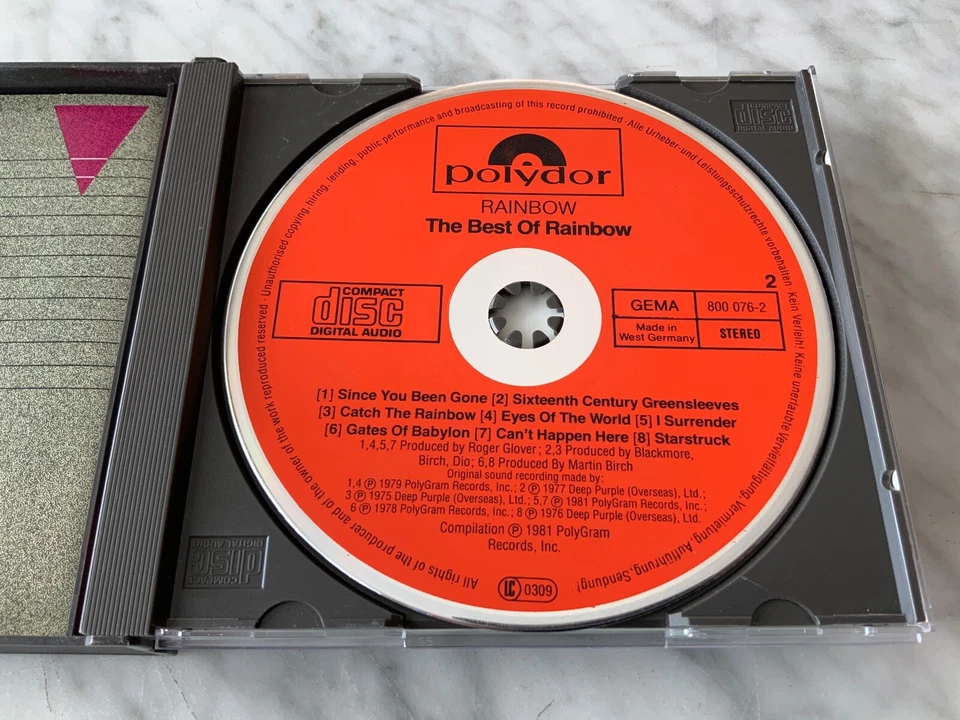 Unauthorised copying, hiring, lending, public performance and broadcasting of this record prohibited · Alle Urheber- und Leistungsschutzrechte vorbehalten · Kein Verleih! Keine unerlaubte Vervielfältigung, Vermietung, Aufführung, Sendung!
polydor
RAINBOW
The Best Of Rainbow
2
COMPACT
disc
DIGITAL AUDIO
GEMA
800 076-2
Made in
West Germany
STEREO
[1] Since You Been Gone [2] Sixteenth Century Greensleeves
[3] Catch The Rainbow [4] Eyes Of The World [5] I Surrender
[6] Gates Of Babylon [7] Can't Happen Here [8] Starstruck
1,4,5,7 Produced by Roger Glover; 2,3 Produced by Blackmore,
Birch, Dio; 6,8 Produced By Martin Birch
Original sound recording made by:
1,4 ℗ 1979 PolyGram Records, Inc.; 2 ℗ 1977 Deep Purple (Overseas), Ltd.;
3 ℗ 1975 Deep Purple (Overseas), Ltd.; 5,7 ℗ 1981 PolyGram Records, Inc.;
6 ℗ 1978 PolyGram Records, Inc.; 8 ℗ 1976 Deep Purple (Overseas), Ltd.
Compilation ℗ 1981 PolyGram
Records, Inc.
LC 0309
All rights of the producer and of the owner of the work reproduced reserved ·
COMPACT
disc
DIGITAL AUDIO
COMPACT
disc
DIGITAL AUDIO